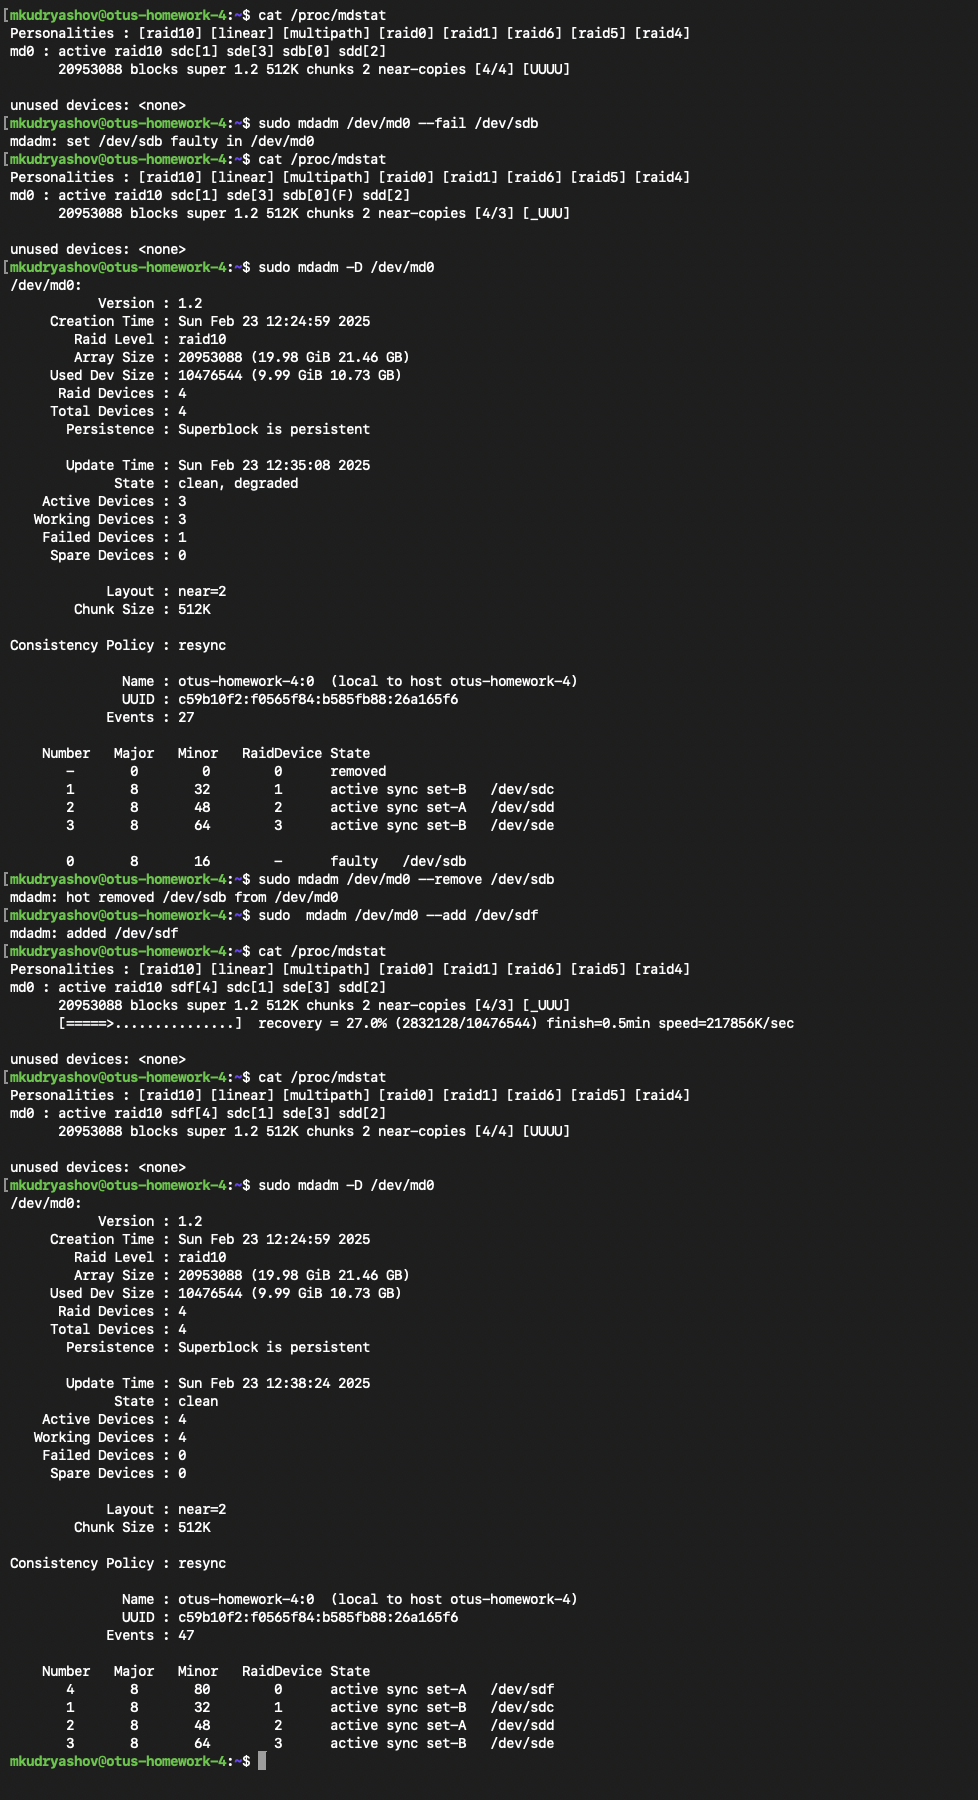 [mkudryashov@otus-homework-4:~$ cat /proc/mdstat
Personalities : [raid10] [linear] [multipath] [raid0] [raid1] [raid6] [raid5] [raid4]
md0 : active raid10 sdc[1] sde[3] sdb[0] sdd[2]
      20953088 blocks super 1.2 512K chunks 2 near-copies [4/4] [UUUU]

unused devices: <none>
[mkudryashov@otus-homework-4:~$ sudo mdadm /dev/md0 --fail /dev/sdb
mdadm: set /dev/sdb faulty in /dev/md0
[mkudryashov@otus-homework-4:~$ cat /proc/mdstat
Personalities : [raid10] [linear] [multipath] [raid0] [raid1] [raid6] [raid5] [raid4]
md0 : active raid10 sdc[1] sde[3] sdb[0](F) sdd[2]
      20953088 blocks super 1.2 512K chunks 2 near-copies [4/3] [_UUU]

unused devices: <none>
[mkudryashov@otus-homework-4:~$ sudo mdadm -D /dev/md0
/dev/md0:
           Version : 1.2
     Creation Time : Sun Feb 23 12:24:59 2025
        Raid Level : raid10
        Array Size : 20953088 (19.98 GiB 21.46 GB)
     Used Dev Size : 10476544 (9.99 GiB 10.73 GB)
      Raid Devices : 4
     Total Devices : 4
       Persistence : Superblock is persistent

       Update Time : Sun Feb 23 12:35:08 2025
             State : clean, degraded
    Active Devices : 3
   Working Devices : 3
    Failed Devices : 1
     Spare Devices : 0

            Layout : near=2
        Chunk Size : 512K

Consistency Policy : resync

              Name : otus-homework-4:0  (local to host otus-homework-4)
              UUID : c59b10f2:f0565f84:b585fb88:26a165f6
            Events : 27

    Number   Major   Minor   RaidDevice State
       -       0        0        0      removed
       1       8       32        1      active sync set-B   /dev/sdc
       2       8       48        2      active sync set-A   /dev/sdd
       3       8       64        3      active sync set-B   /dev/sde

       0       8       16        -      faulty   /dev/sdb
[mkudryashov@otus-homework-4:~$ sudo mdadm /dev/md0 --remove /dev/sdb
mdadm: hot removed /dev/sdb from /dev/md0
[mkudryashov@otus-homework-4:~$ sudo  mdadm /dev/md0 --add /dev/sdf
mdadm: added /dev/sdf
[mkudryashov@otus-homework-4:~$ cat /proc/mdstat
Personalities : [raid10] [linear] [multipath] [raid0] [raid1] [raid6] [raid5] [raid4]
md0 : active raid10 sdf[4] sdc[1] sde[3] sdd[2]
      20953088 blocks super 1.2 512K chunks 2 near-copies [4/3] [_UUU]
      [=====>...............]  recovery = 27.0% (2832128/10476544) finish=0.5min speed=217856K/sec

unused devices: <none>
[mkudryashov@otus-homework-4:~$ cat /proc/mdstat
Personalities : [raid10] [linear] [multipath] [raid0] [raid1] [raid6] [raid5] [raid4]
md0 : active raid10 sdf[4] sdc[1] sde[3] sdd[2]
      20953088 blocks super 1.2 512K chunks 2 near-copies [4/4] [UUUU]

unused devices: <none>
[mkudryashov@otus-homework-4:~$ sudo mdadm -D /dev/md0
/dev/md0:
           Version : 1.2
     Creation Time : Sun Feb 23 12:24:59 2025
        Raid Level : raid10
        Array Size : 20953088 (19.98 GiB 21.46 GB)
     Used Dev Size : 10476544 (9.99 GiB 10.73 GB)
      Raid Devices : 4
     Total Devices : 4
       Persistence : Superblock is persistent

       Update Time : Sun Feb 23 12:38:24 2025
             State : clean
    Active Devices : 4
   Working Devices : 4
    Failed Devices : 0
     Spare Devices : 0

            Layout : near=2
        Chunk Size : 512K

Consistency Policy : resync

              Name : otus-homework-4:0  (local to host otus-homework-4)
              UUID : c59b10f2:f0565f84:b585fb88:26a165f6
            Events : 47

    Number   Major   Minor   RaidDevice State
       4       8       80        0      active sync set-A   /dev/sdf
       1       8       32        1      active sync set-B   /dev/sdc
       2       8       48        2      active sync set-A   /dev/sdd
       3       8       64        3      active sync set-B   /dev/sde
mkudryashov@otus-homework-4:~$